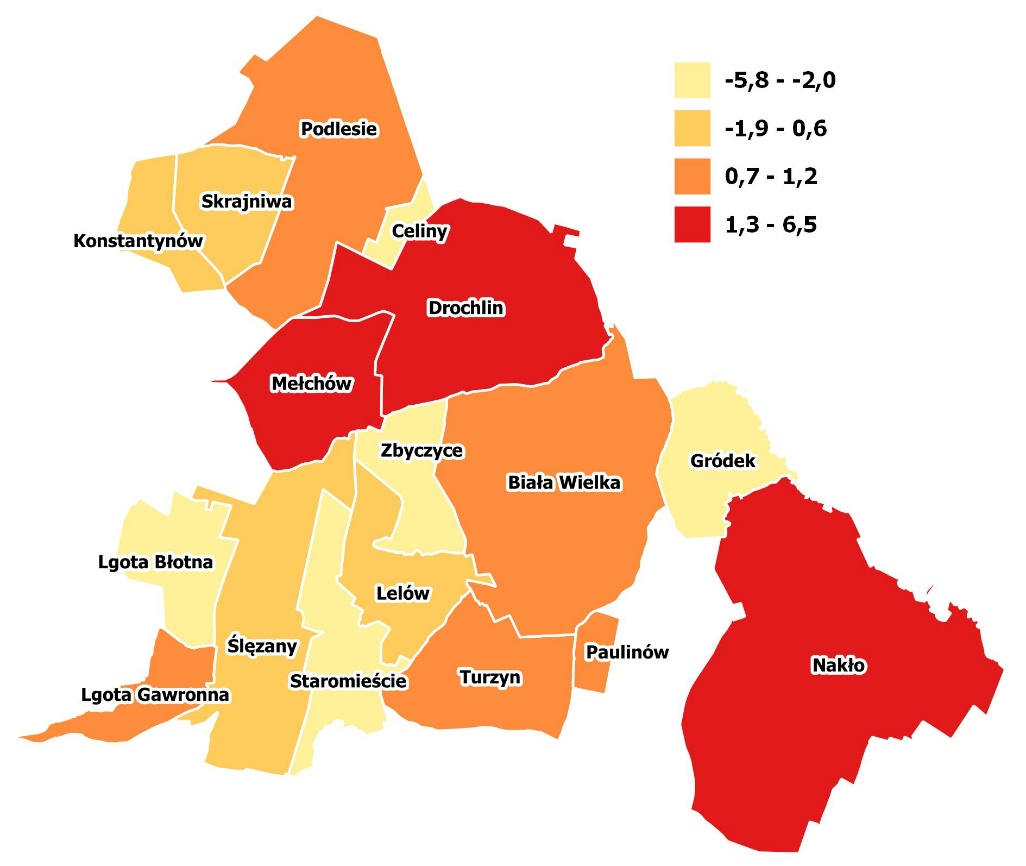 -5,8 - -2,0
-1,9 - 0,6
0,7 - 1,2
1,3 - 6,5
Podlesie
Skrajniwa
Konstantynów
Celiny
Drochlin
Mełchów
Zbyczyce
Gródek
Biała Wielka
Lgota Błotna
Lelów
Ślęzany
Paulinów
Nakło
Turzyn
Staromieście
Lgota Gawronna